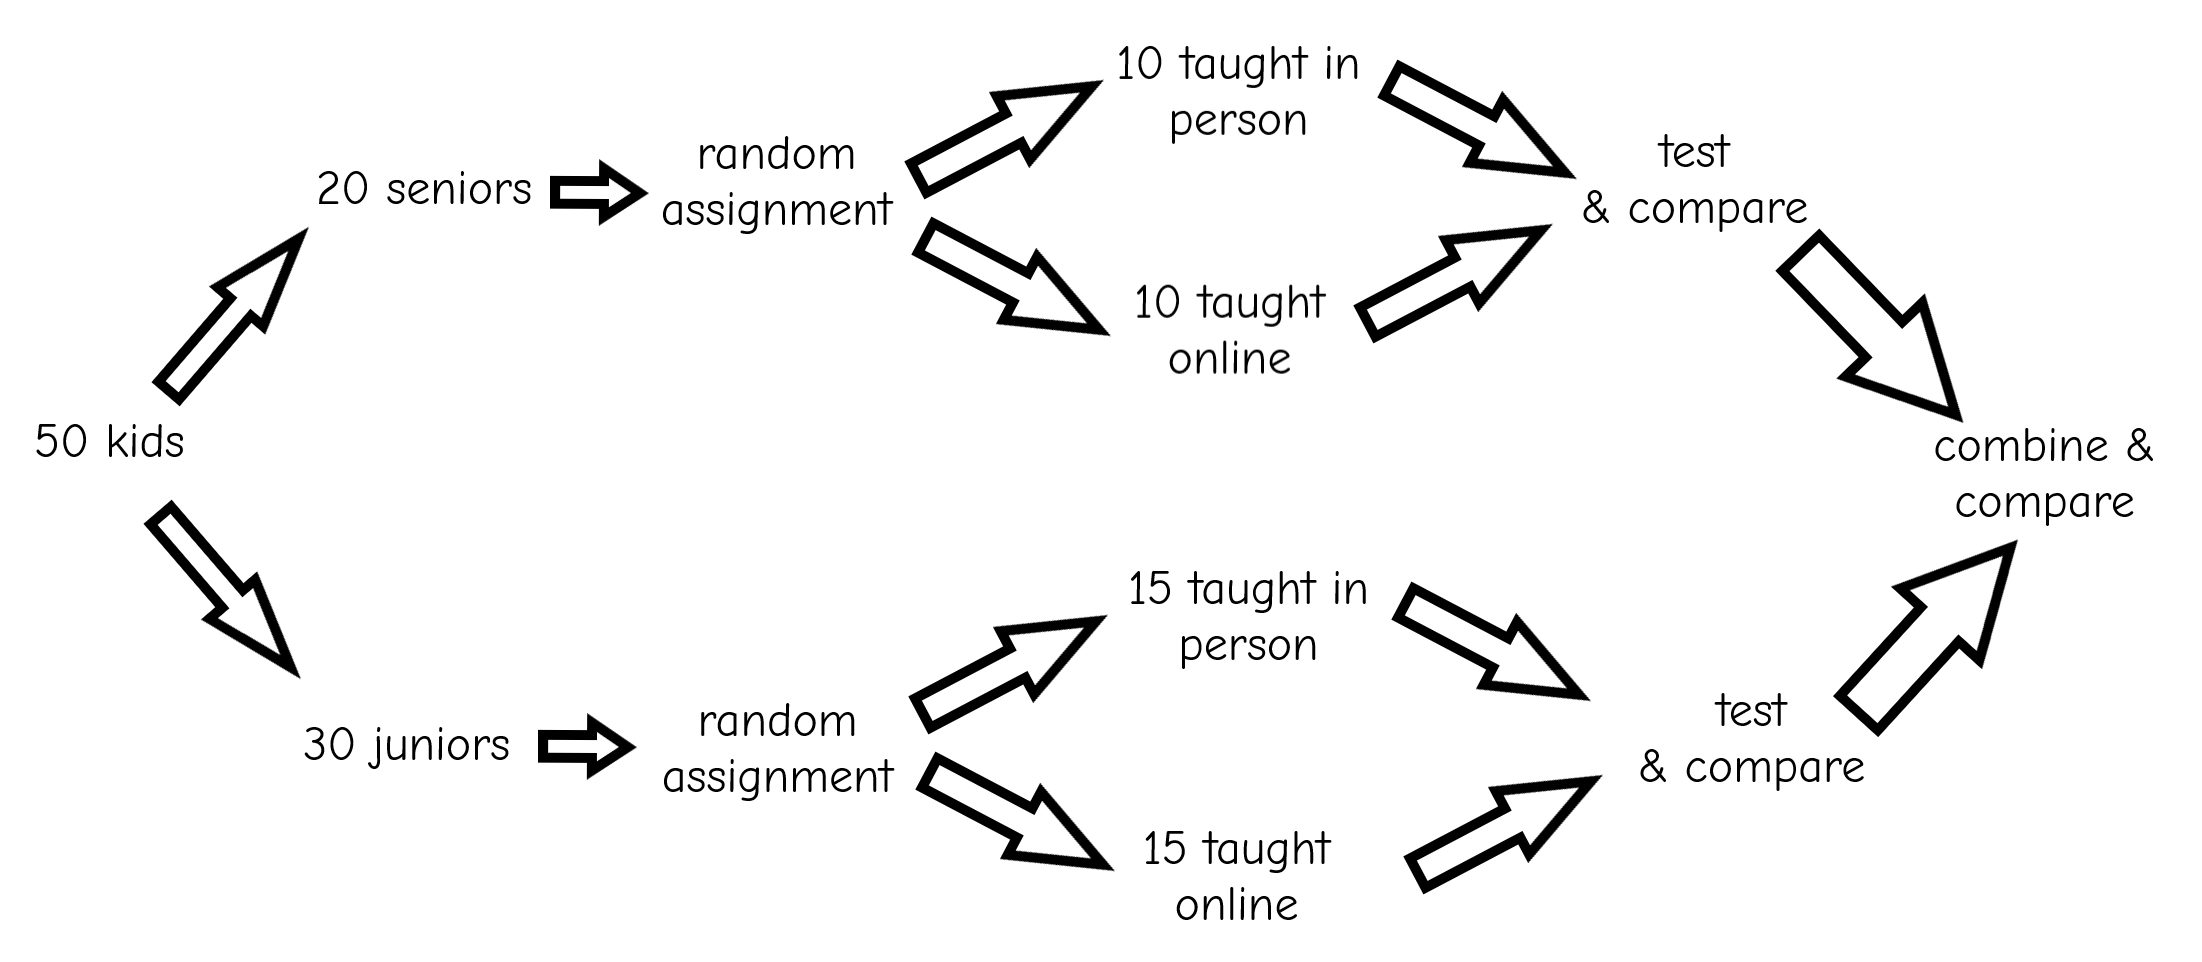 50 kids
20 seniors
random
assignment
10 taught in
person
10 taught
online
test
& compare
30 juniors
random
assignment
15 taught in
person
15 taught
online
test
& compare
combine &
compare